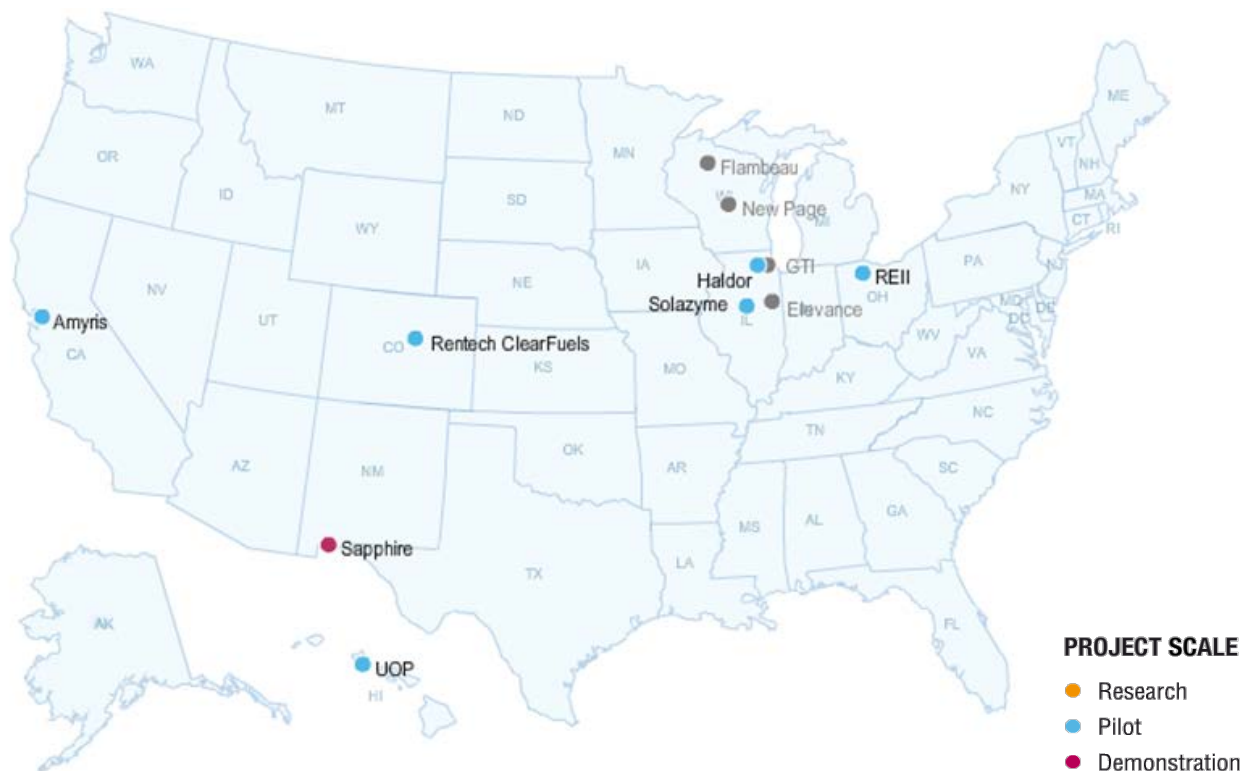 WA
MT
ND
MN
ME
OR
ID
SD
Flambeau
WI
New Page
MI
VT
NH
NY
MA
CT
RI
WY
IA
NE
Haldor
GTI
REII
OH
PA
NJ
Solazyme
Elevance
IL
MD
DE
DC
NV
UT
Amyris
CA
CO
Rentech ClearFuels
KS
MO
WV
VA
KY
NC
TN
AZ
NM
OK
AR
SC
MS
AL
GA
Sapphire
TX
LA
FL
AK
UOP
HI
PROJECT SCALE
Research
Pilot
Demonstration